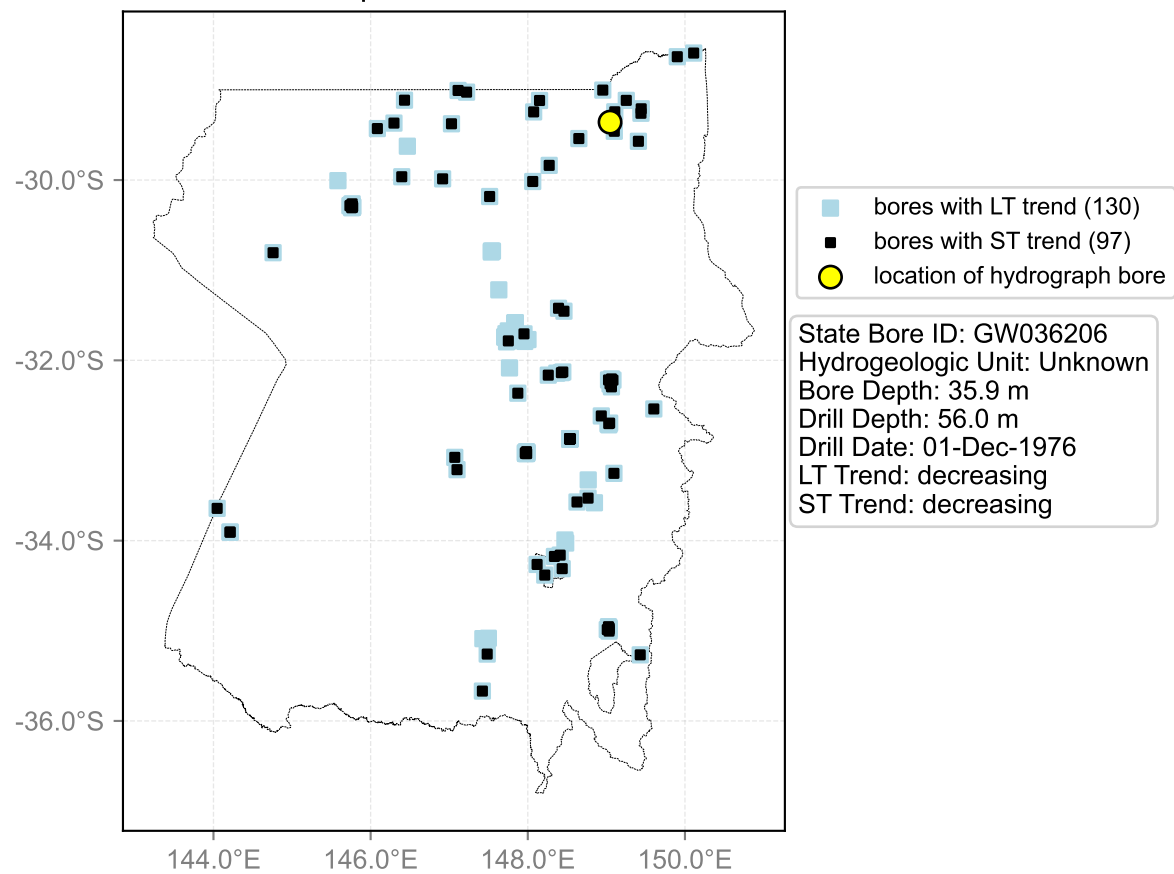 -30.0°S
-32.0°S
-34.0°S
-36.0°S
144.0°E 146.0°E 148.0°E 150.0°E
bores with LT trend (130)
bores with ST trend (97)
location of hydrograph bore
State Bore ID: GW036206
Hydrogeologic Unit: Unknown
Bore Depth: 35.9 m
Drill Depth: 56.0 m
Drill Date: 01-Dec-1976
LT Trend: decreasing
ST Trend: decreasing